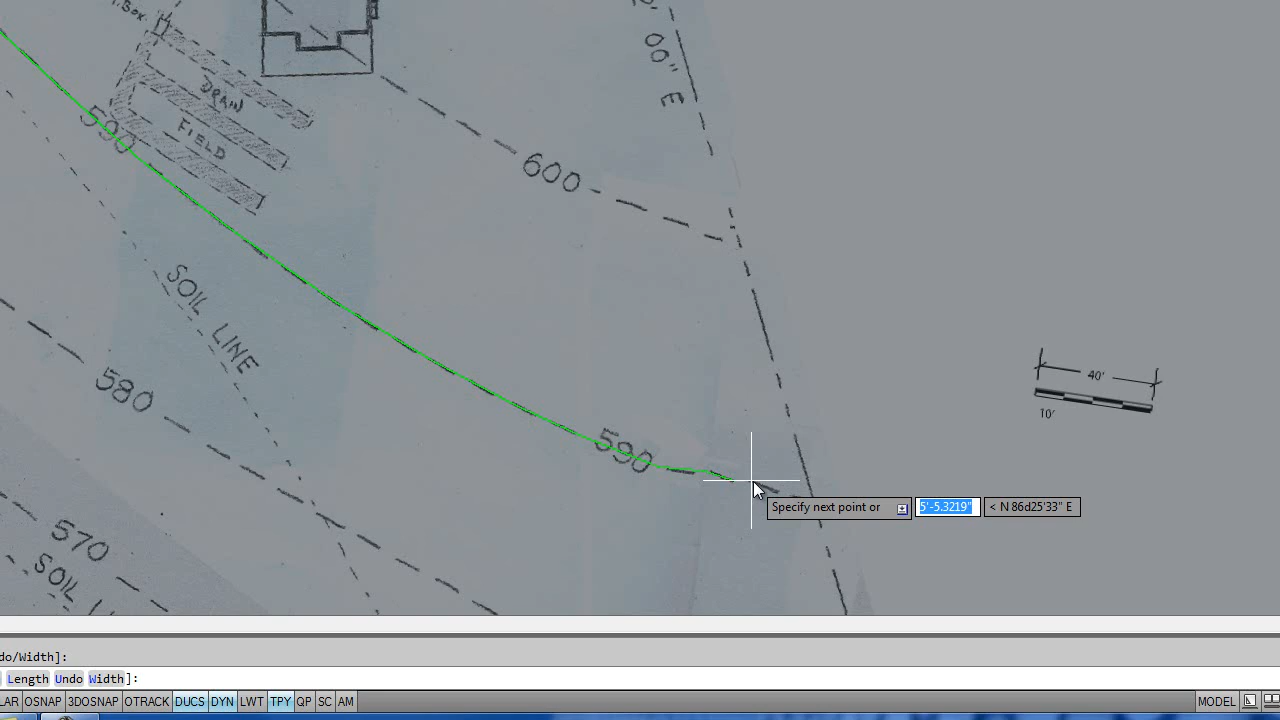 T. BOX
00" E
DRAIN
FIELD
590
600
SOIL LINE
580
40'
10'
590
Specify next point or
5'-5.3219"
< N 86d25'33" E
570
SOIL
do/Width]:
Length Undo Width]:
LAR OSNAP 3DOSNAP OTRACK DUCS DYN LWT TPY QP SC AM MODEL